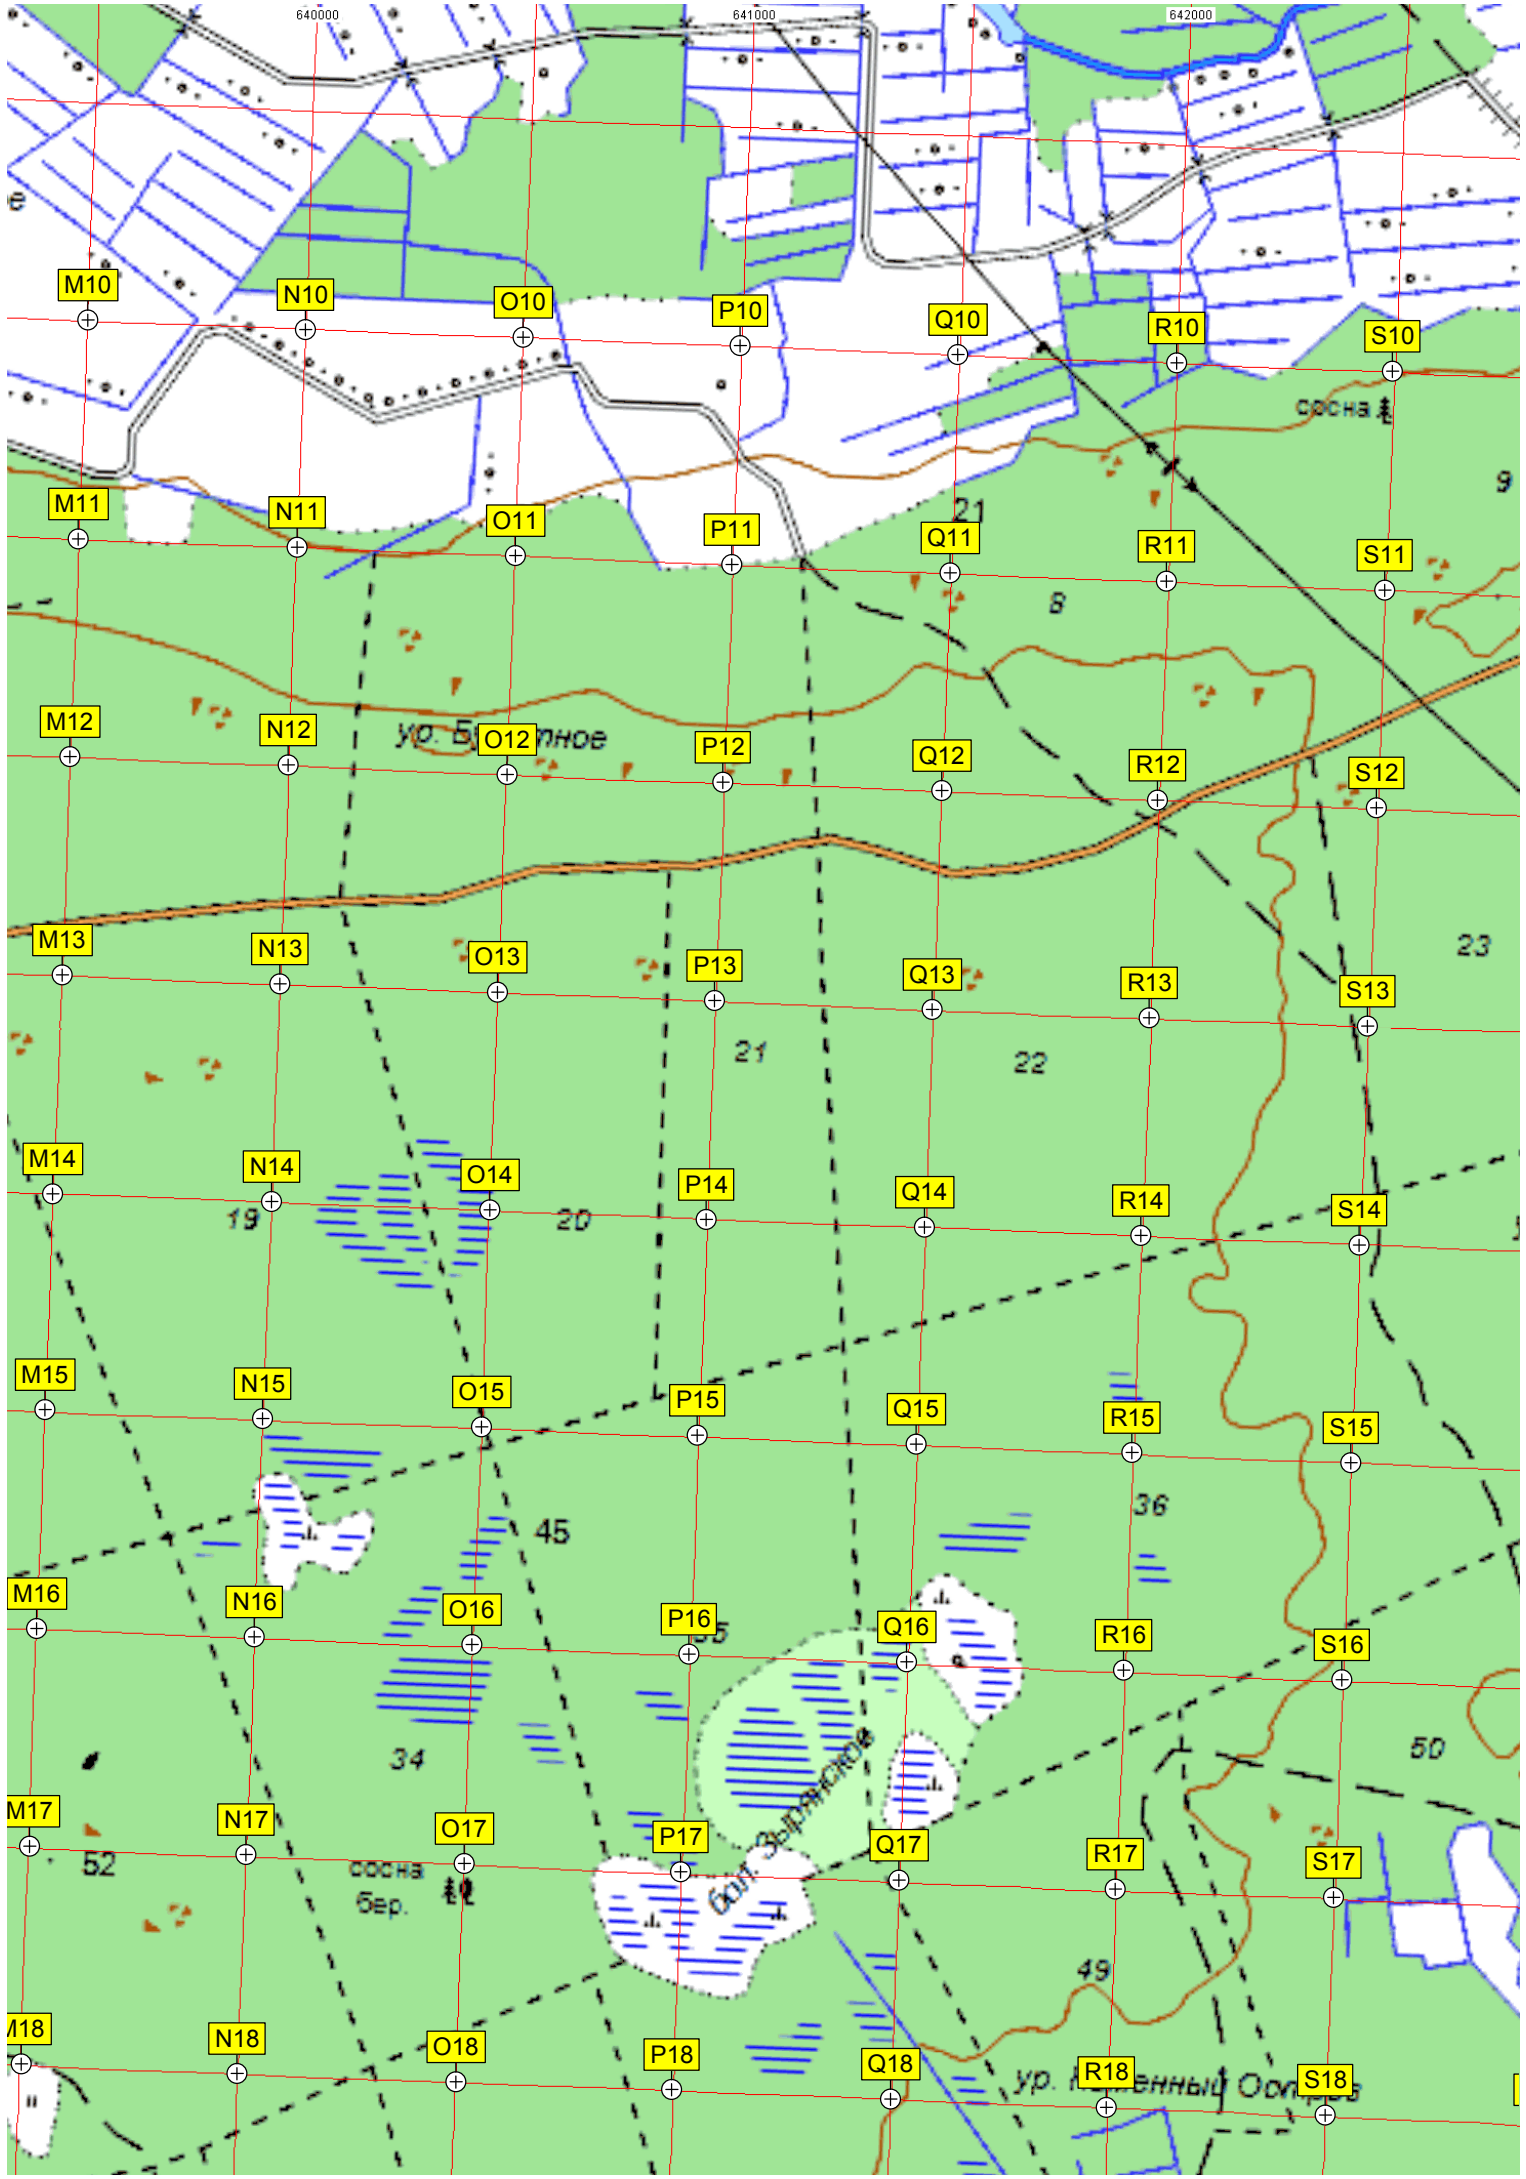 640000 641000 642000
е
M10 N10 O10 P10 Q10 R10 S10
сосна
9
M11 N11 O11 P11 21 Q11 R11 S11
8
M12 N12 ур. O12 P12 Q12 R12 S12
23
M13 N13 O13 P13 Q13 R13 S13
21 22
M14 N14 O14 P14 Q14 R14 S14
19 20
M15 N15 O15 P15 Q15 R15 S15
36
45
M16 N16 O16 P16 Q16 R16 S16
34 50
бол. Зырянское
M17 N17 O17 P17 Q17 R17 S17
52 сосна
бер.
49
M18 N18 O18 P18 Q18 R18 S18
ур. Остров